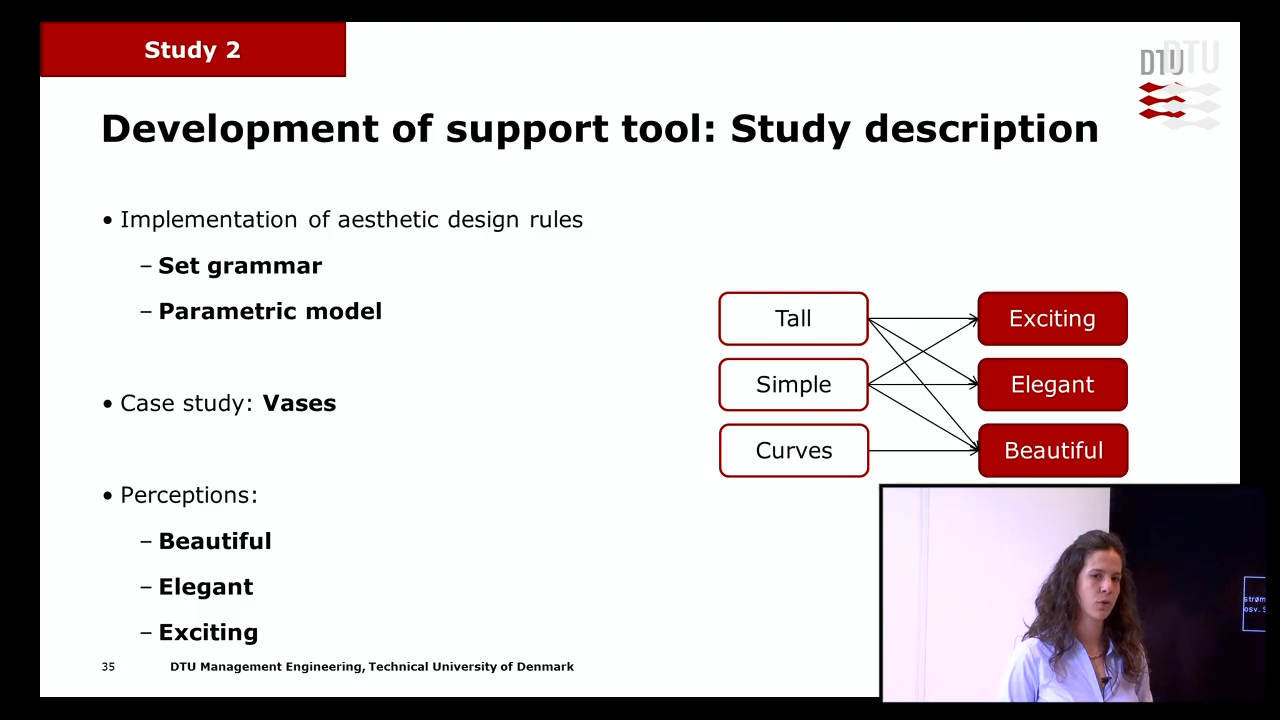 Study 2
DTU
DTU
Development of support tool: Study description
• Implementation of aesthetic design rules
– Set grammar
– Parametric model
• Case study: Vases
• Perceptions:
– Beautiful
– Elegant
– Exciting
Tall
Exciting
Simple
Elegant
Curves
Beautiful
strøm
osv. S
35
DTU Management Engineering, Technical University of Denmark